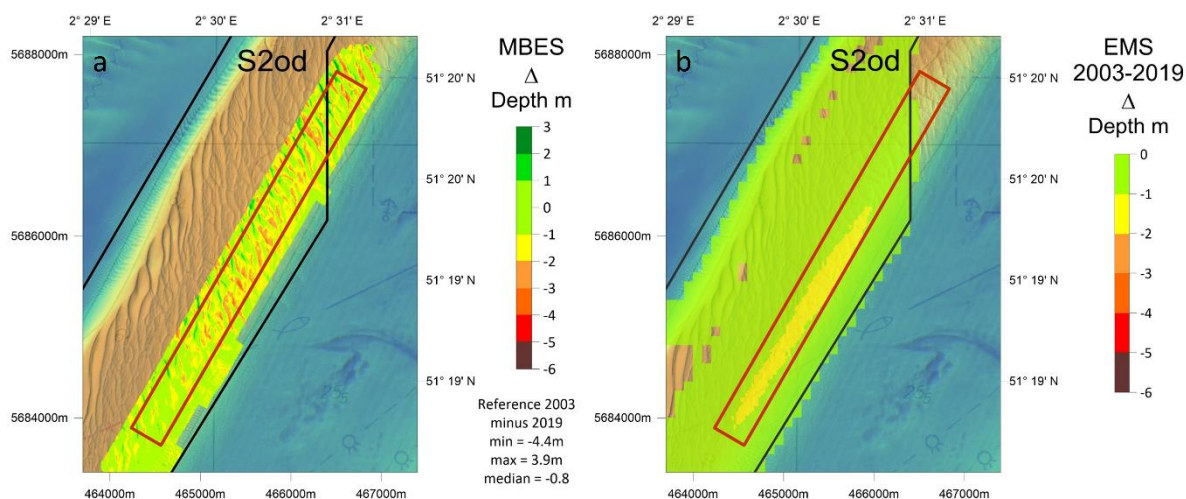 2° 29' E
2° 30' E
2° 31' E
5688000m
5686000m
5684000m
a
S2od
51° 20' N
51° 20' N
51° 19' N
51° 19' N
464000m
465000m
466000m
467000m
MBES
Δ
Depth m
3
2
1
0
-1
-2
-3
-4
-5
-6
Reference 2003
minus 2019
min = -4.4m
max = 3.9m
median = -0.8
2° 29' E
2° 30' E
2° 31' E
5688000m
5686000m
5684000m
b
S2od
51° 20' N
51° 20' N
51° 19' N
51° 19' N
464000m
465000m
466000m
467000m
EMS
2003-2019
Δ
Depth m
0
-1
-2
-3
-4
-5
-6